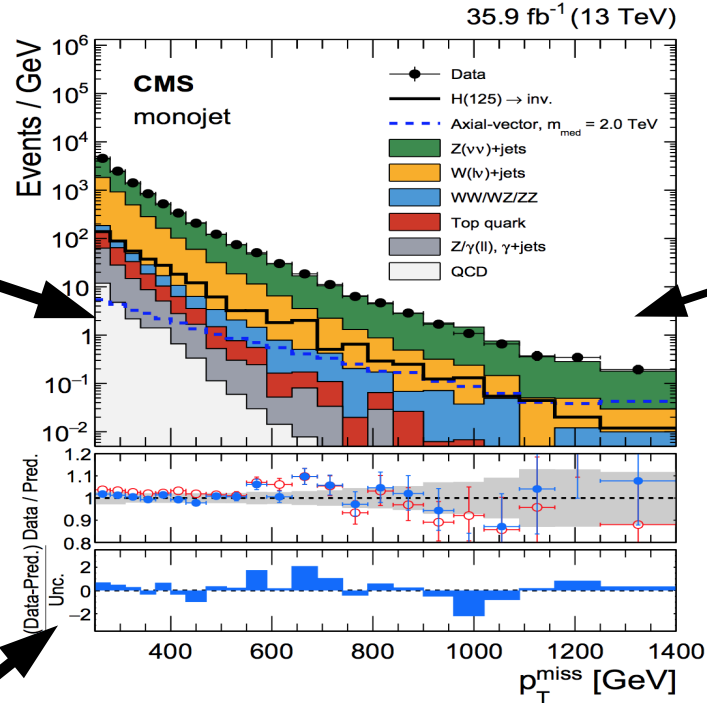 35.9 fb⁻¹ (13 TeV)
Events / GeV
10⁶
10⁵
10⁴
10³
10²
10
1
10⁻¹
10⁻²
CMS
monojet
Data
H(125) → inv.
Axial-vector, m_med = 2.0 TeV
Z(νν)+jets
W(lν)+jets
WW/WZ/ZZ
Top quark
Z/γ(ll), γ+jets
QCD
Data / Pred.
1.2
1.1
1.0
0.9
0.8
(Data-Pred.)
Unc.
2
0
−2
400 600 800 1000 1200 1400
p_T^miss [GeV]